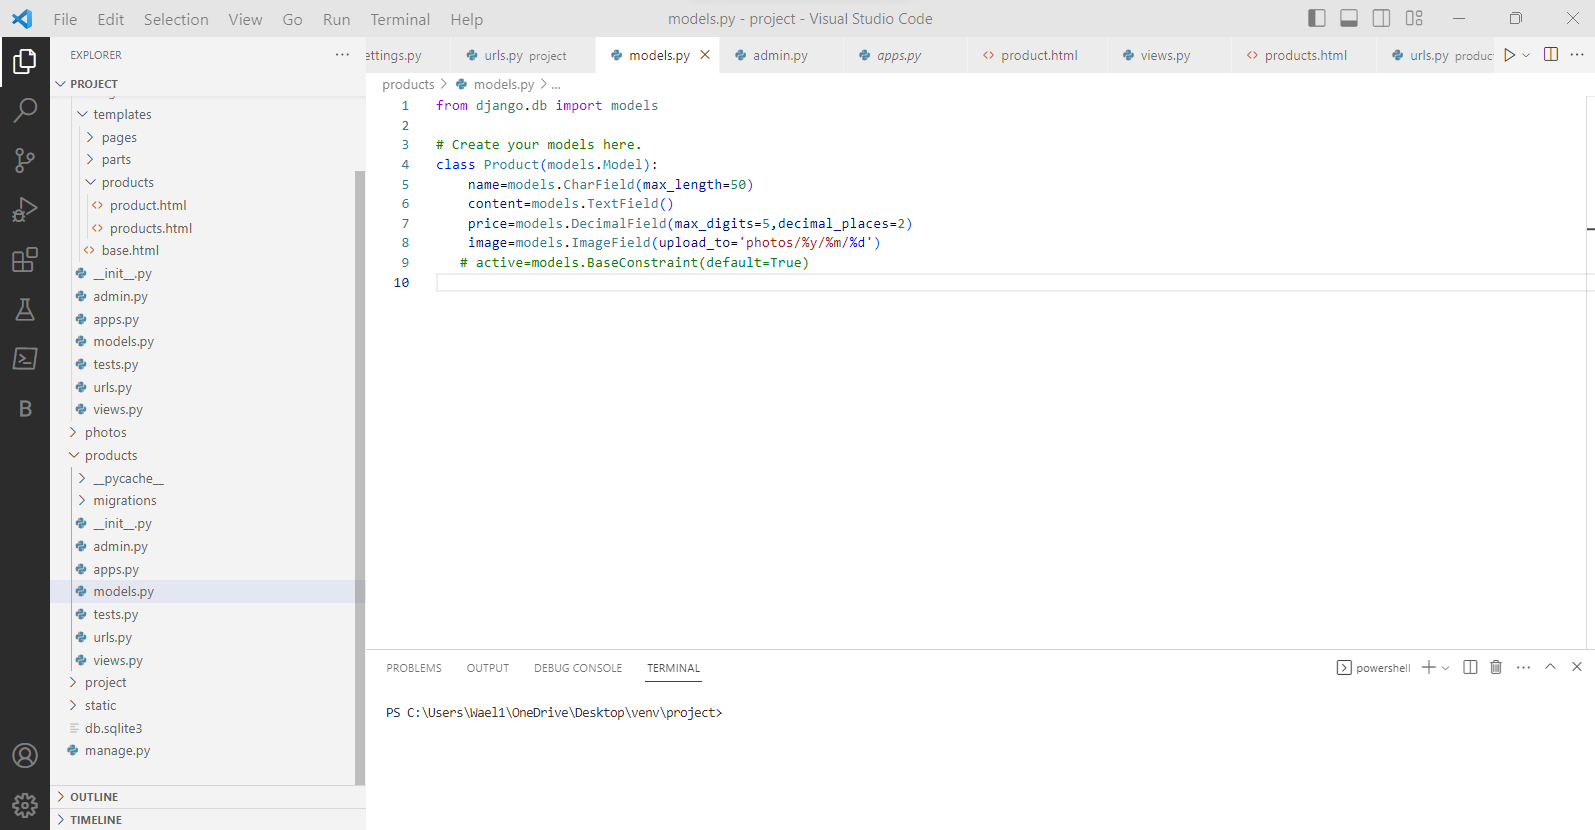 File Edit Selection View Go Run Terminal Help
models.py - project - Visual Studio Code
EXPLORER
PROJECT
templates
pages
parts
products
product.html
products.html
base.html
__init__.py
admin.py
apps.py
models.py
tests.py
urls.py
views.py
photos
products
__pycache__
migrations
__init__.py
admin.py
apps.py
models.py
tests.py
urls.py
views.py
project
static
db.sqlite3
manage.py
OUTLINE
TIMELINE
B
ettings.py urls.py project models.py admin.py apps.py product.html views.py products.html urls.py produc
products > models.py > ...
1 from django.db import models
2
3 # Create your models here.
4 class Product(models.Model):
5 name=models.CharField(max_length=50)
6 content=models.TextField()
7 price=models.DecimalField(max_digits=5,decimal_places=2)
8 image=models.ImageField(upload_to='photos/%y/%m/%d')
9 # active=models.BaseConstraint(default=True)
10
PROBLEMS OUTPUT DEBUG CONSOLE TERMINAL
powershell
PS C:\Users\Wael1\OneDrive\Desktop\venv\project>